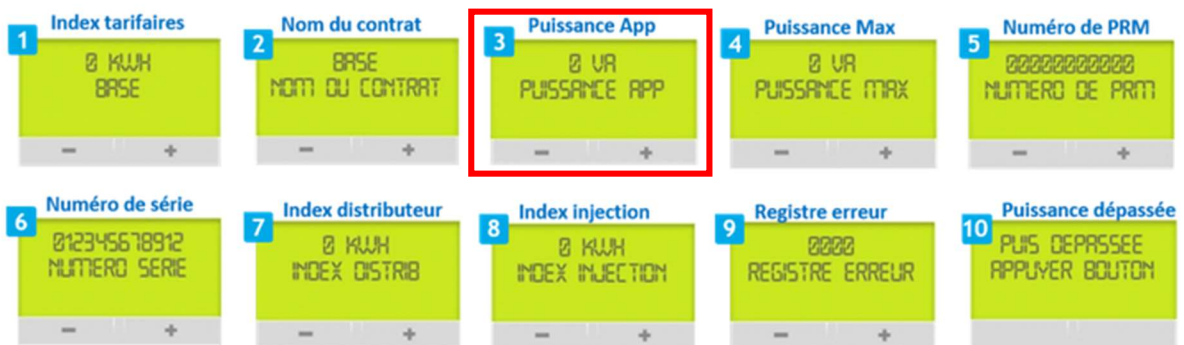 Index tarifaires
1
0 KWH
BASE
- +
Nom du contrat
2
BASE
NOM DU CONTRAT
- +
Puissance App
3
0 VA
PUISSANCE APP
- +
Puissance Max
4
0 VA
PUISSANCE MAX
- +
Numéro de PRM
5
00000000000
NUMERO DE PRM
- +
Numéro de série
6
012345678912
NUMERO SERIE
- +
Index distributeur
7
0 KWH
INDEX DISTRIB
- +
Index injection
8
0 KWH
INDEX INJECTION
- +
Registre erreur
9
0000
REGISTRE ERREUR
- +
Puissance dépassée
10
PUIS DEPASSEE
APPUYER BOUTON